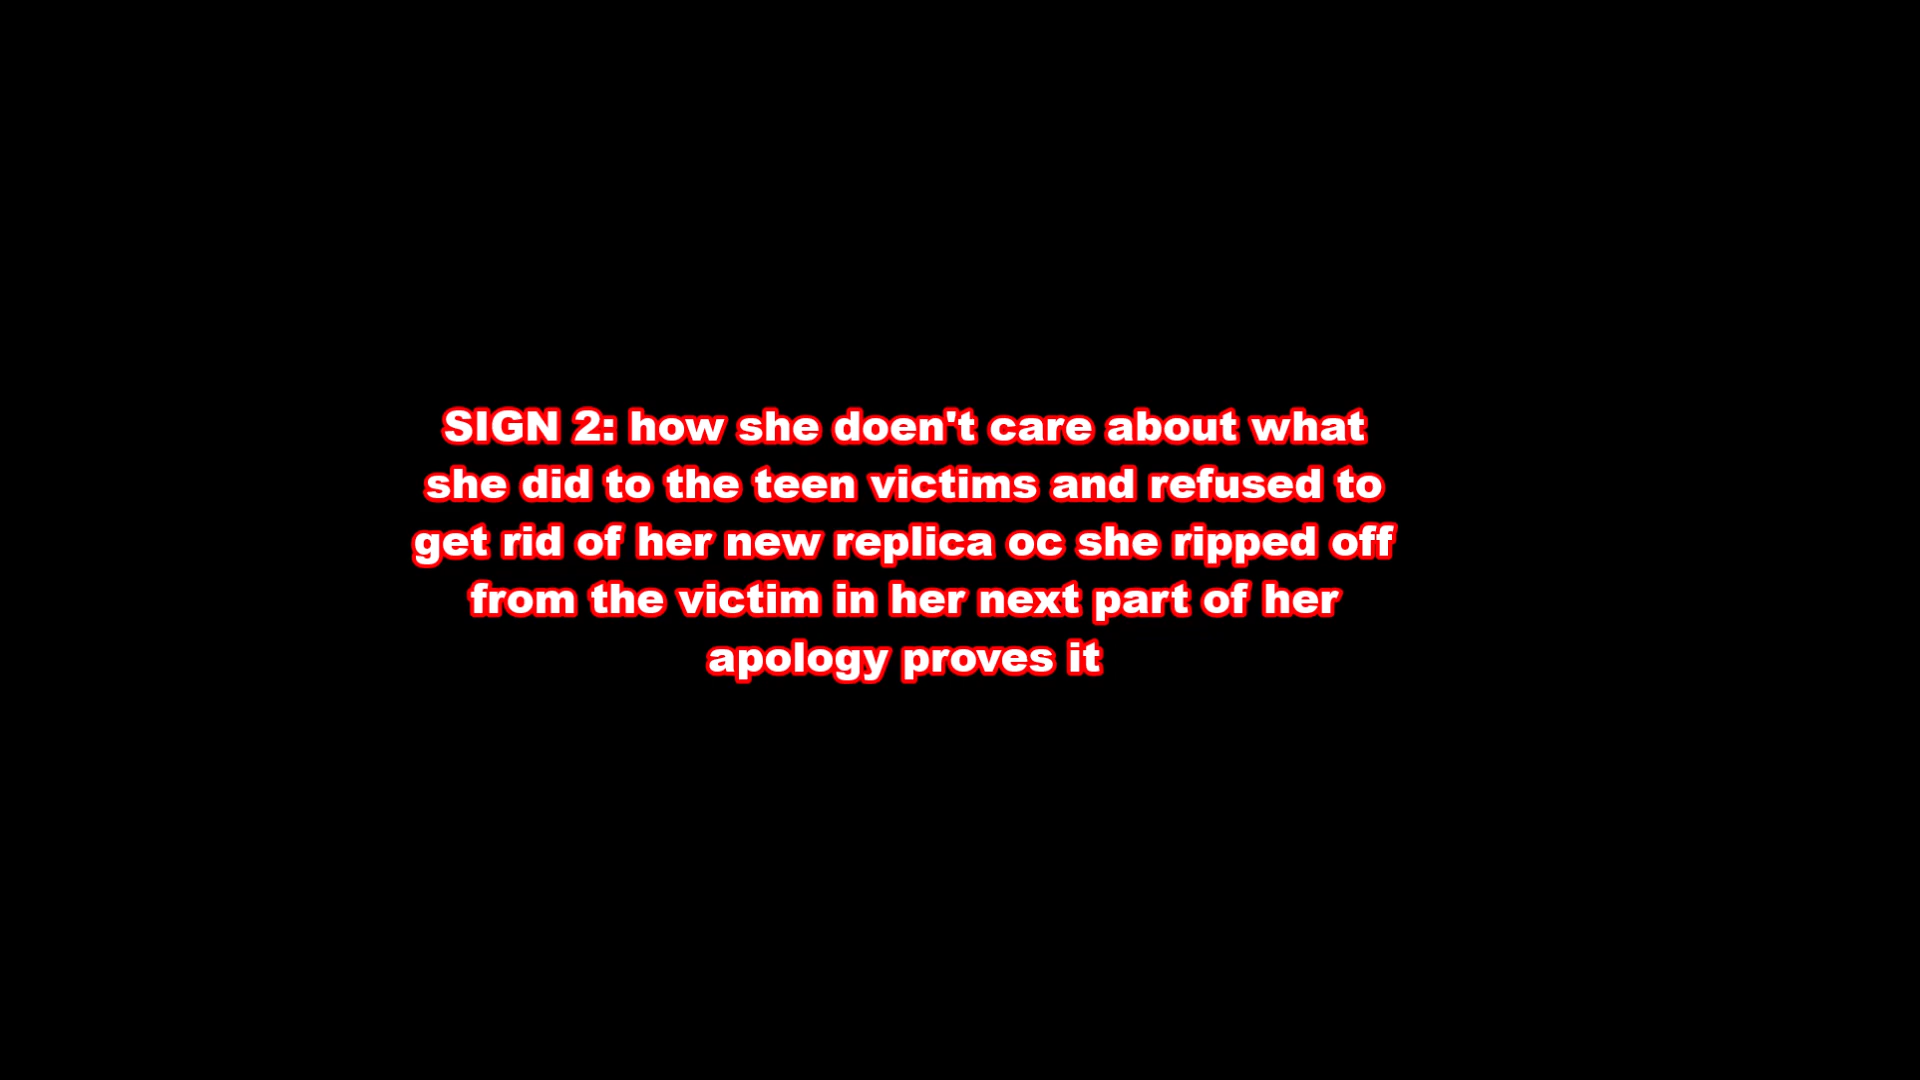 SIGN 2: how she doen't care about what
she did to the teen victims and refused to
get rid of her new replica oc she ripped off
from the victim in her next part of her
apology proves it